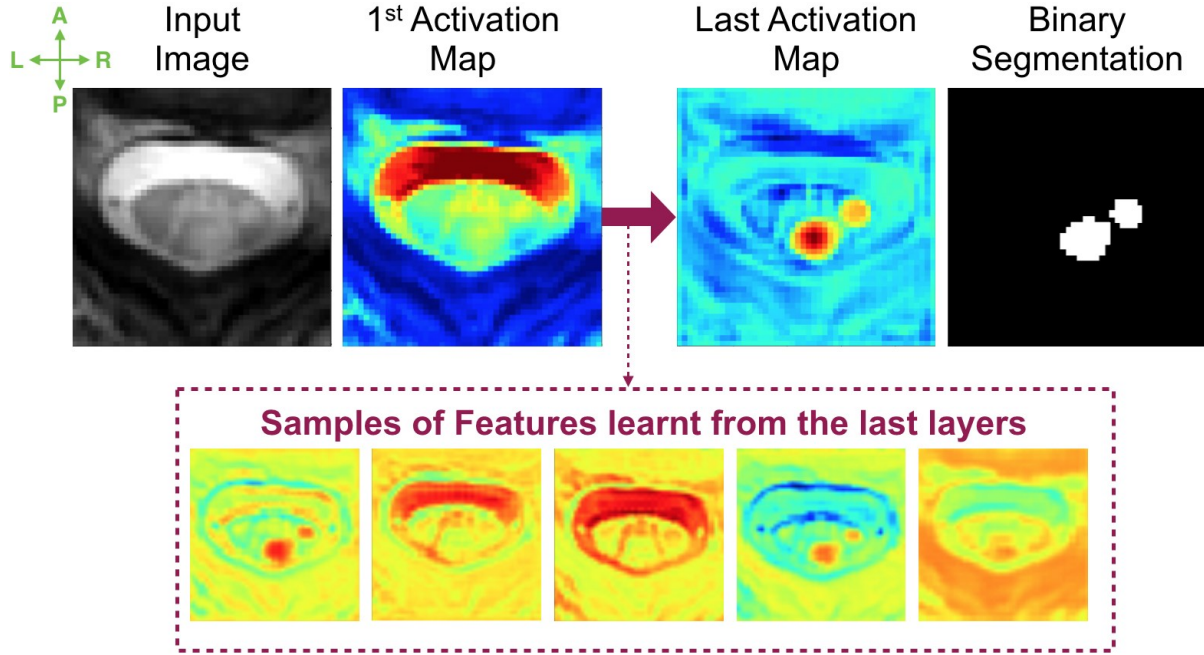 A
L R
P
Input
Image
1st Activation
Map
Last Activation
Map
Binary
Segmentation
Samples of Features learnt from the last layers